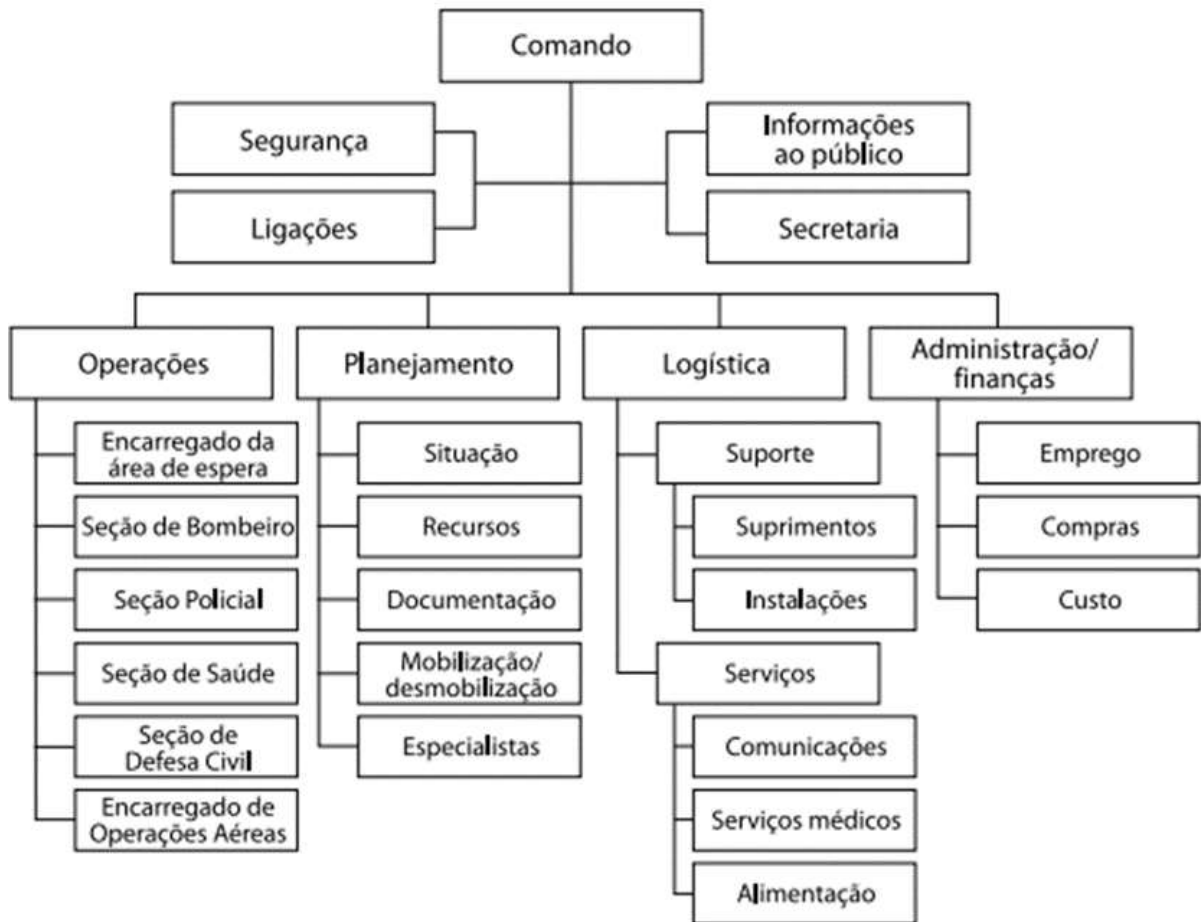 Comando
Segurança
Informações
ao público
Ligações
Secretaria
Operações
Encarregado da
área de espera
Seção de Bombeiro
Seção Policial
Seção de Saúde
Seção de
Defesa Civil
Encarregado de
Operações Aéreas
Planejamento
Situação
Recursos
Documentação
Mobilização/
desmobilização
Especialistas
Logística
Suporte
Suprimentos
Instalações
Serviços
Comunicações
Serviços médicos
Alimentação
Administração/
finanças
Emprego
Compras
Custo